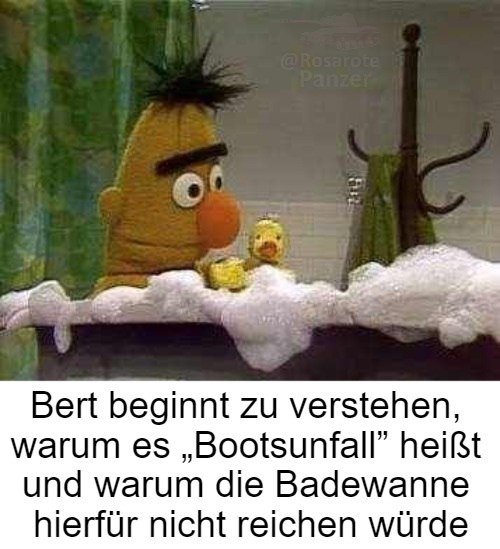 @Rosarote
Panzer
Bert beginnt zu verstehen,
warum es „Bootsunfall” heißt
und warum die Badewanne
hierfür nicht reichen würde